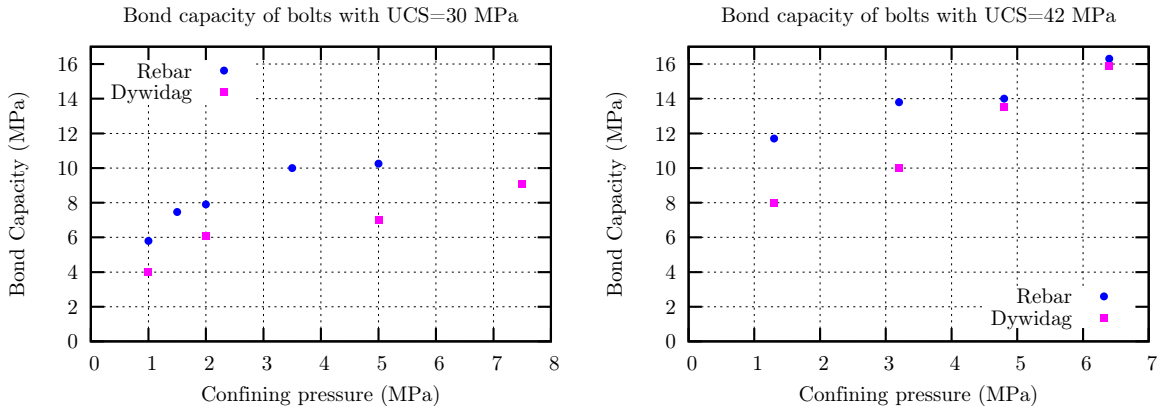 Bond capacity of bolts with UCS=30 MPa
Bond Capacity (MPa)
16
14
12
10
8
6
4
2
0
Rebar
Dywidag
0 1 2 3 4 5 6 7 8
Confining pressure (MPa)
Bond capacity of bolts with UCS=42 MPa
Bond Capacity (MPa)
16
14
12
10
8
6
4
2
0
Rebar
Dywidag
0 1 2 3 4 5 6 7
Confining pressure (MPa)